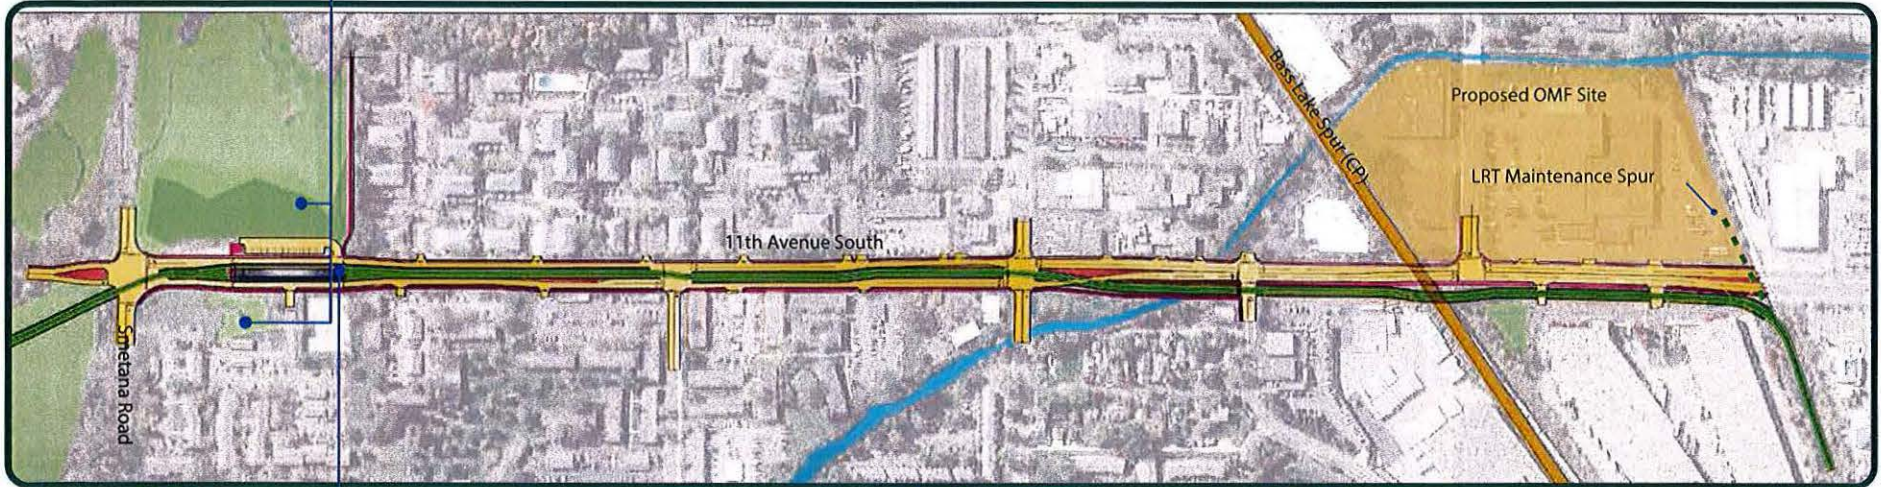 Bass Lake Spur (CP)
Proposed OMF Site
LRT Maintenance Spur
11th Avenue South
Smetana Road